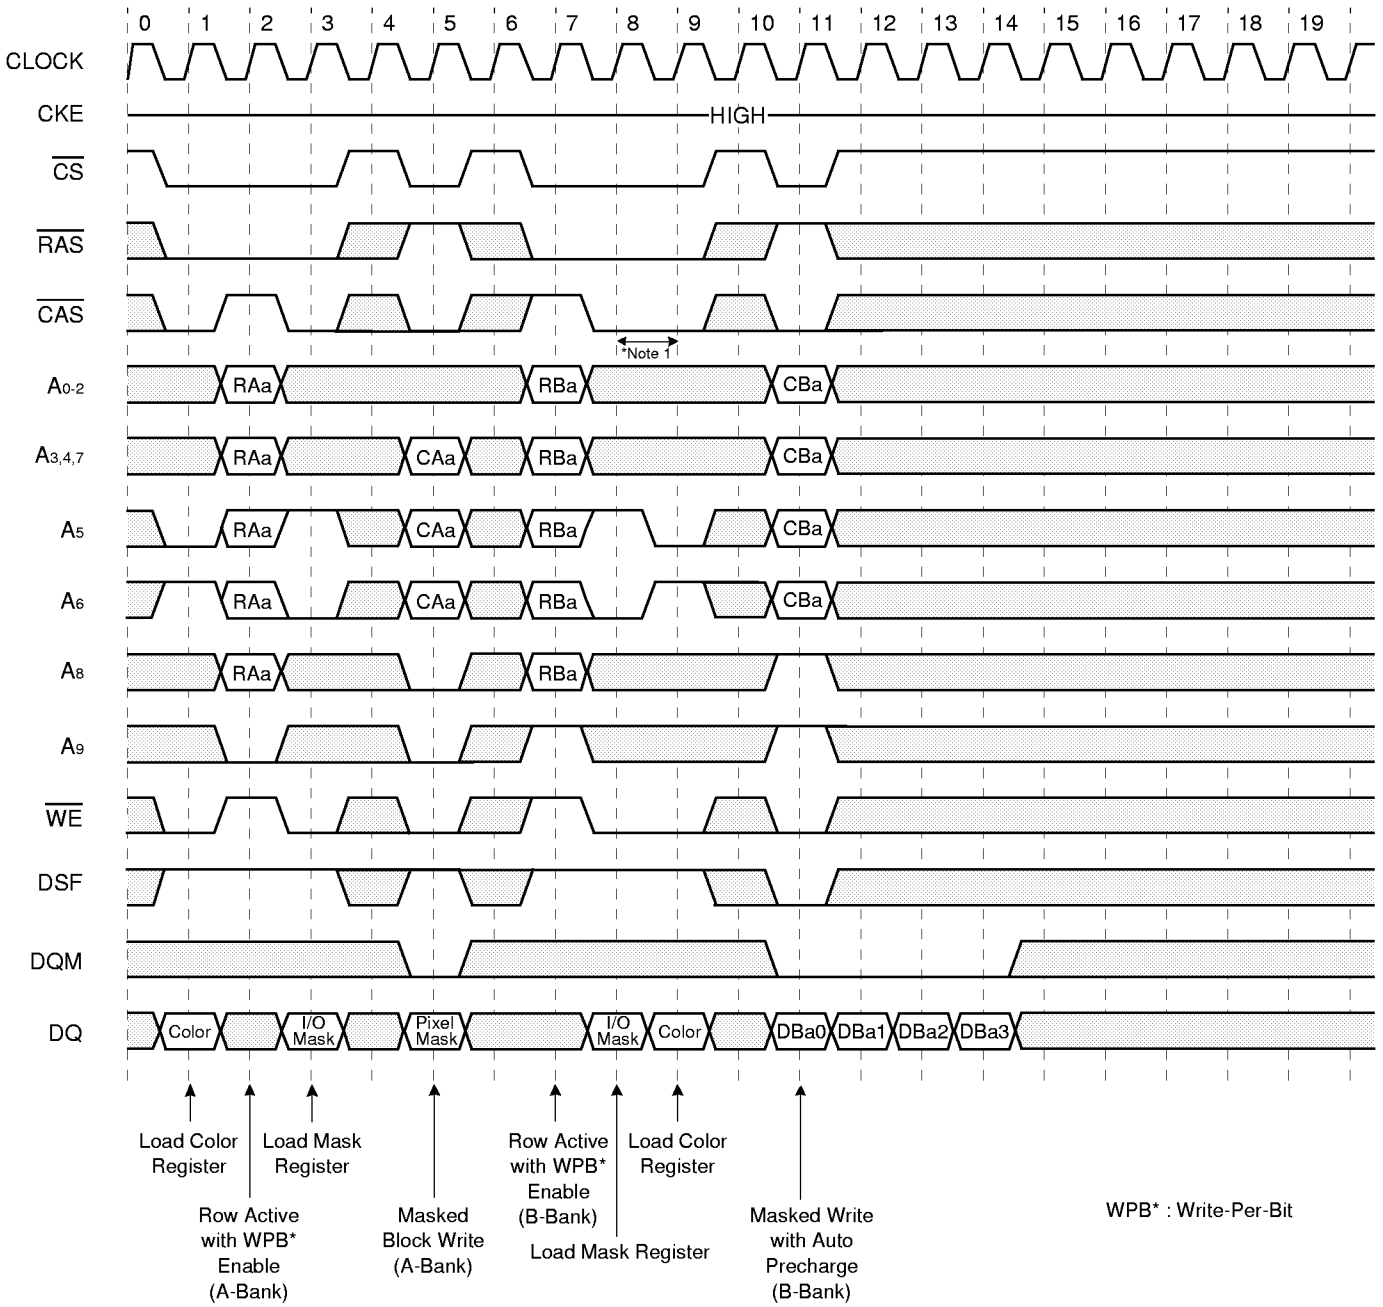 0 1 2 3 4 5 6 7 8 9 10 11 12 13 14 15 16 17 18 19
CLOCK
CKE HIGH
CS
RAS
CAS
*Note 1
A0-2 RAa RBa CBa
A3,4,7 RAa CAa RBa CBa
A5 RAa CAa RBa CBa
A6 RAa CAa RBa CBa
A8 RAa RBa
A9
WE
DSF
DQM
DQ Color I/O Mask Pixel Mask I/O Mask Color DBa0 DBa1 DBa2 DBa3
Load Color
Register
Load Mask
Register
Row Active
with WPB*
Enable
(B-Bank)
Load Color
Register
Row Active
with WPB*
Enable
(A-Bank)
Masked
Block Write
(A-Bank)
Load Mask Register
Masked Write
with Auto
Precharge
(B-Bank)
WPB* : Write-Per-Bit